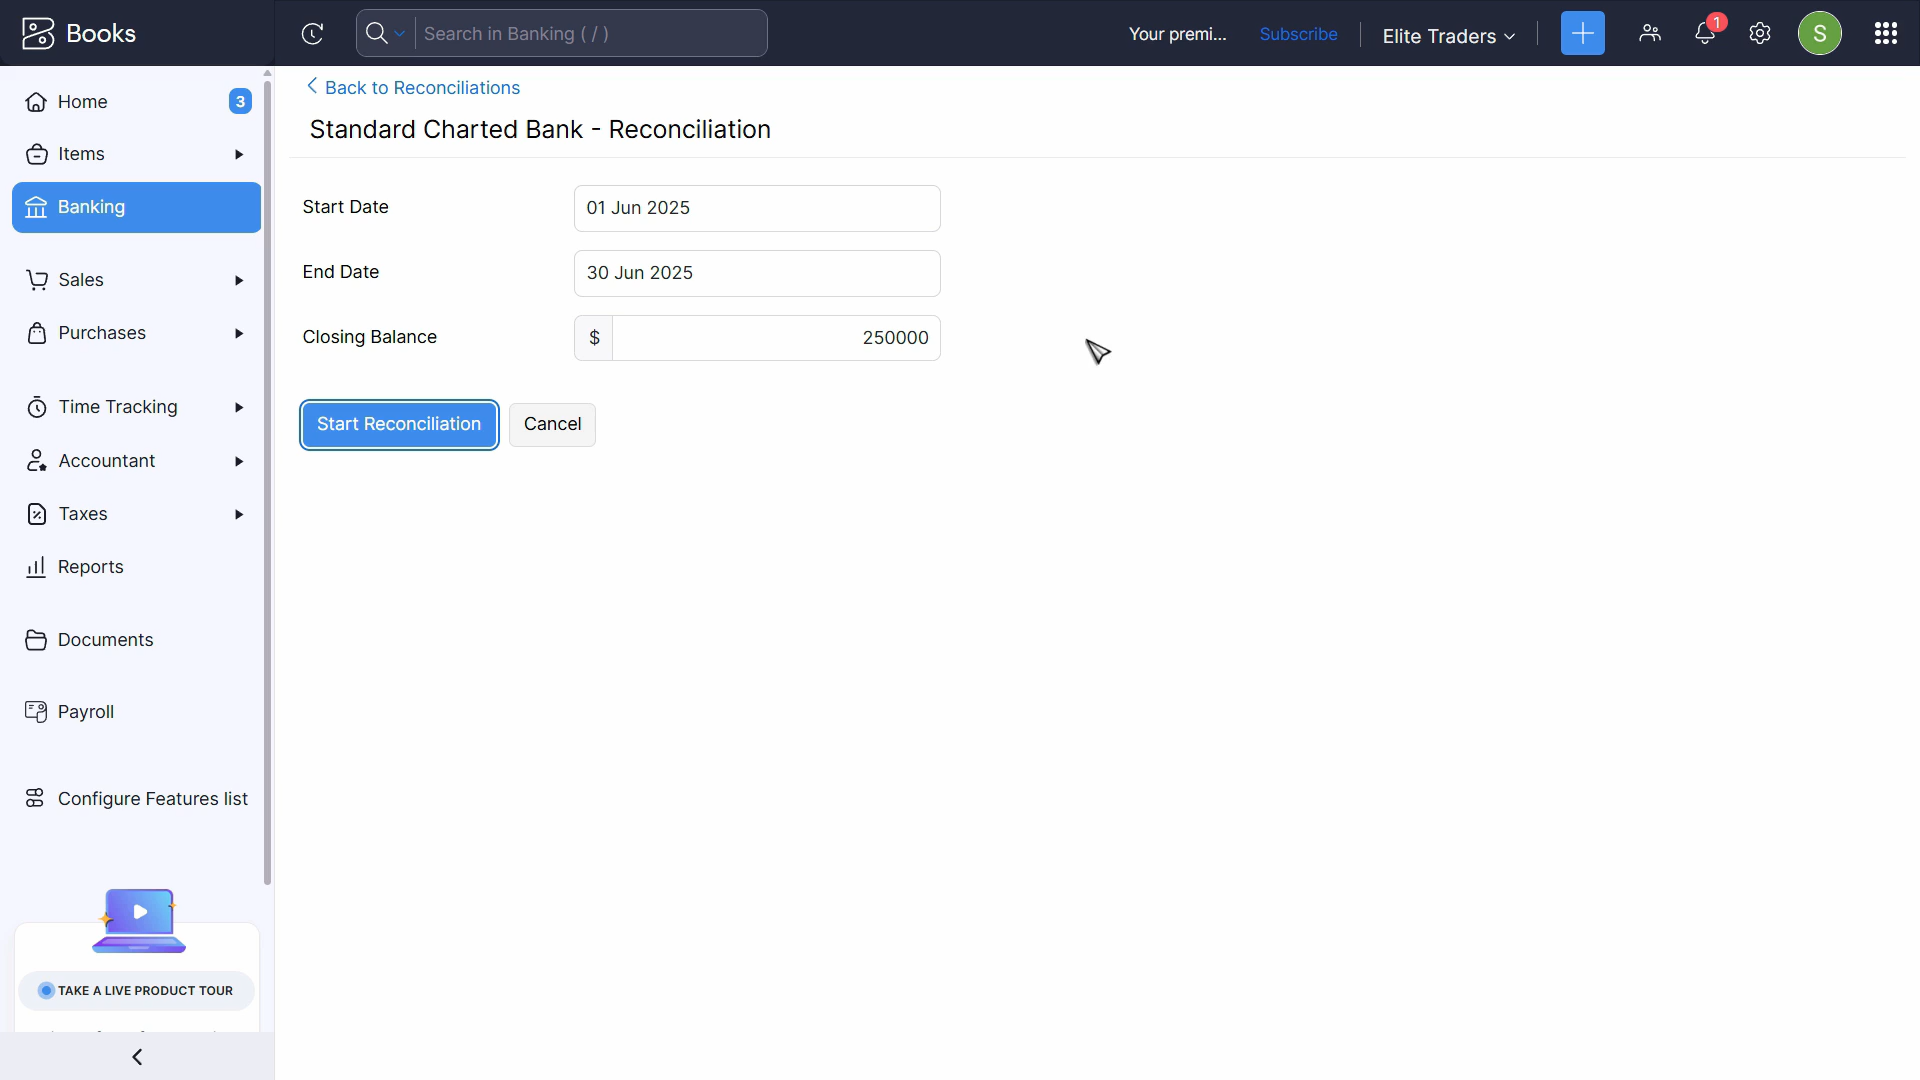 Books
Search in Banking ( / )
Your premi...
Subscribe
Elite Traders
1
S
Home
3
Items
Banking
Sales
Purchases
Time Tracking
Accountant
Taxes
Reports
Documents
Payroll
Configure Features list
TAKE A LIVE PRODUCT TOUR
Back to Reconciliations
Standard Charted Bank - Reconciliation
Start Date
01 Jun 2025
End Date
30 Jun 2025
Closing Balance
$
250000
Start Reconciliation
Cancel